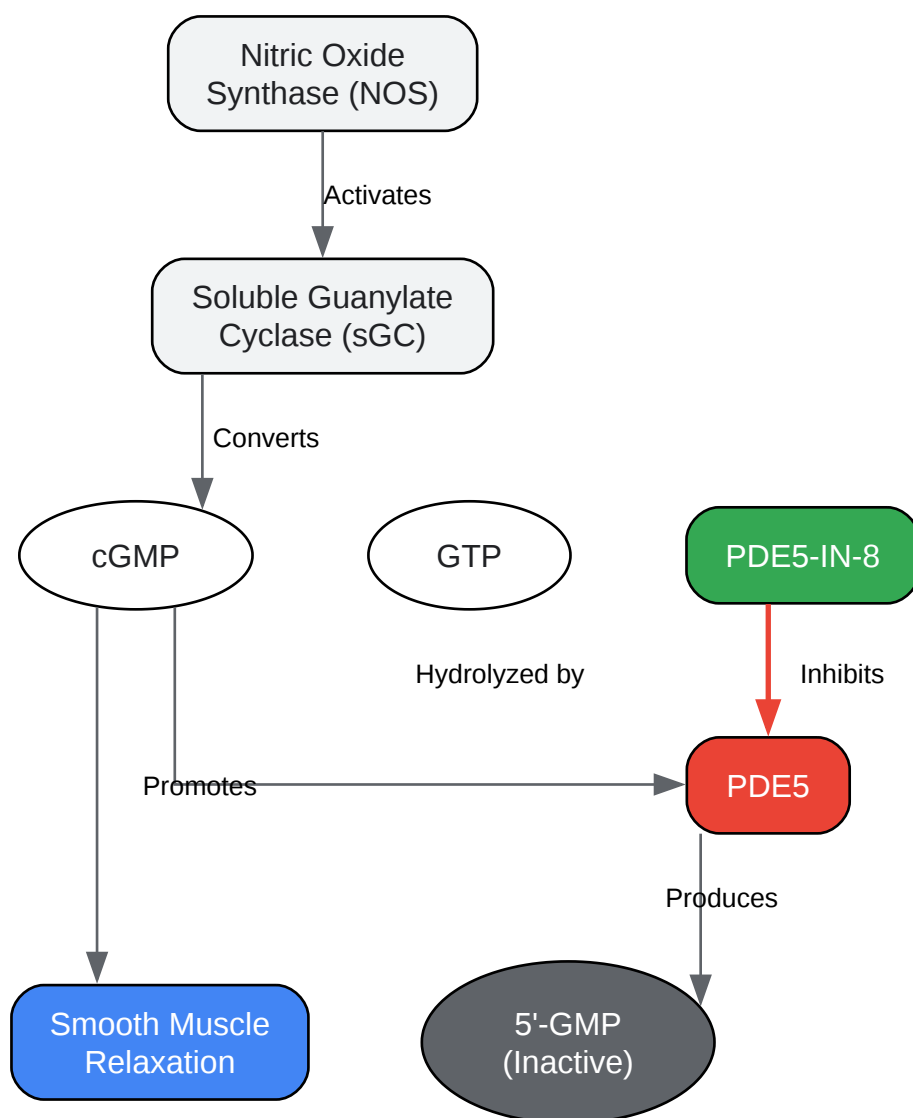 Nitric Oxide
Synthase (NOS)
Activates
Soluble Guanylate
Cyclase (sGC)
Converts
cGMP
GTP
PDE5-IN-8
Hydrolyzed by
Inhibits
Promotes
PDE5
Produces
Smooth Muscle
Relaxation
5'-GMP
(Inactive)